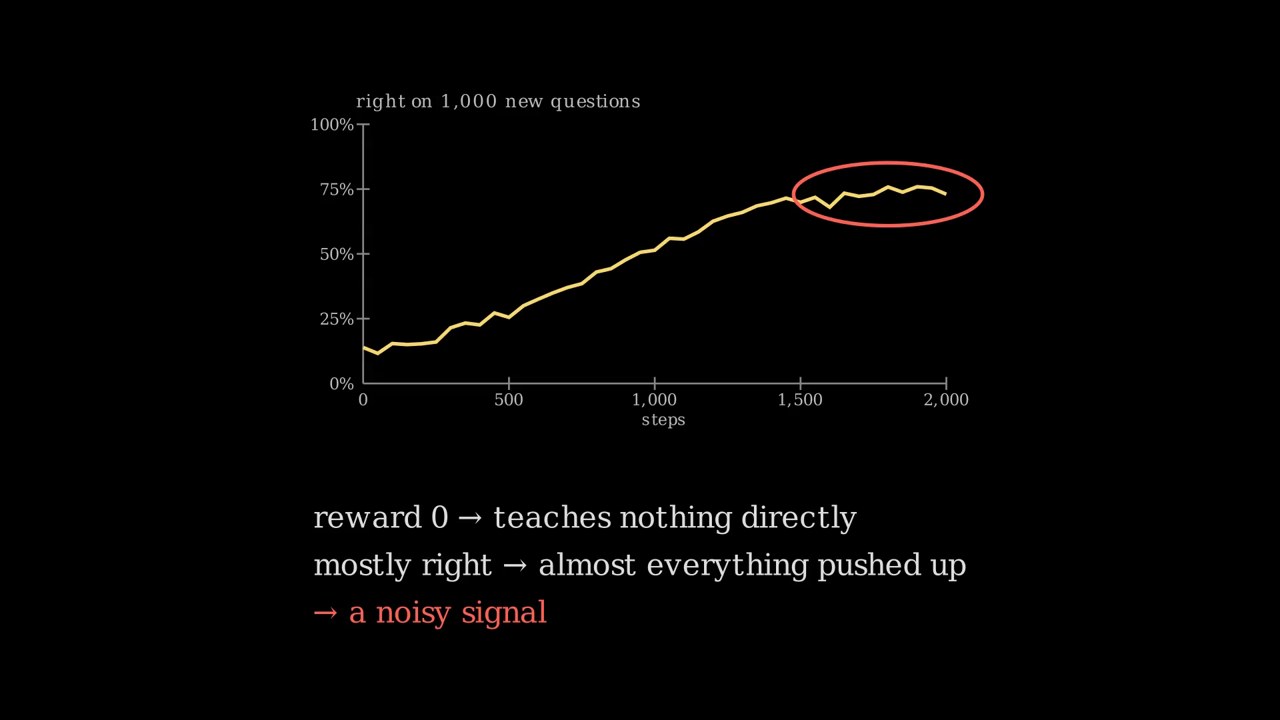 right on 1,000 new questions
100%
75%
50%
25%
0%
0 500 1,000 1,500 2,000
steps
reward 0 → teaches nothing directly
mostly right → almost everything pushed up
→ a noisy signal